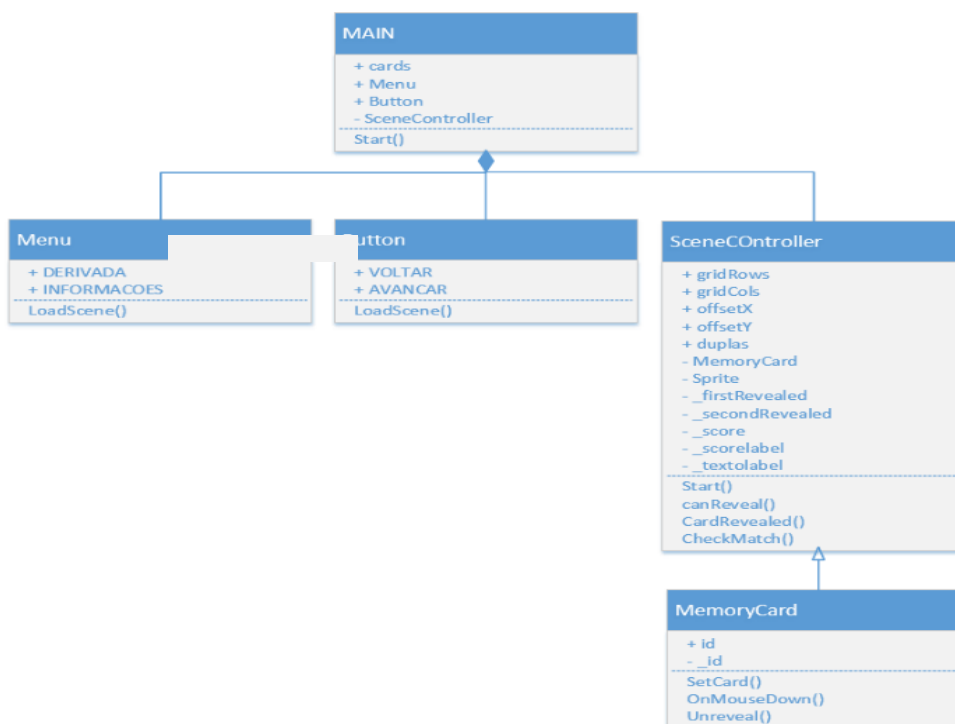 MAIN
+ cards
+ Menu
+ Button
- SceneController
Start()
Menu
+ DERIVADA
+ INFORMACOES
LoadScene()
utton
+ VOLTAR
+ AVANCAR
LoadScene()
SceneCOntroller
+ gridRows
+ gridCols
+ offsetX
+ offsetY
+ duplas
- MemoryCard
- Sprite
- _firstRevealed
- _secondRevealed
- _score
- _scorelabel
- _textolabel
Start()
canReveal()
CardRevealed()
CheckMatch()
MemoryCard
+ id
- _id
SetCard()
OnMouseDown()
Unreveal()